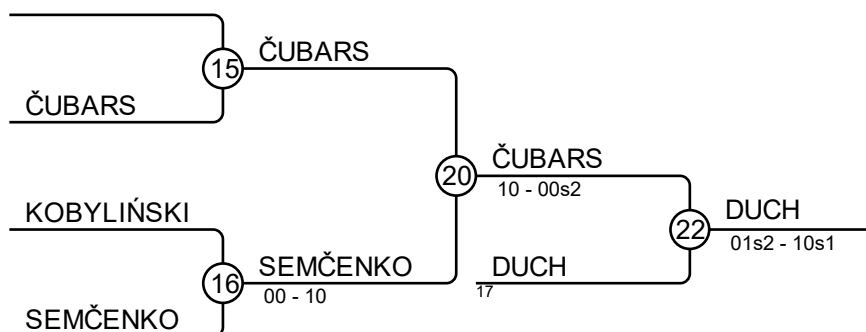 15
ČUBARS
ČUBARS
20
ČUBARS
10 - 00s2
KOBYLIŃSKI
22
DUCH
01s2 - 10s1
16
SEMČENKO
00 - 10
DUCH
17
SEMČENKO